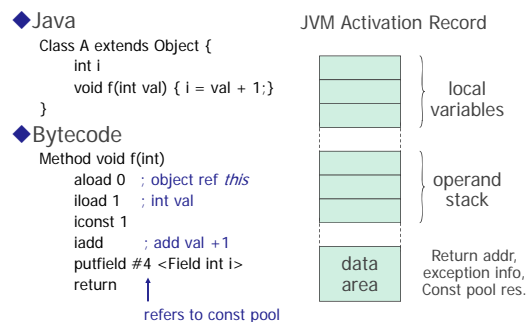 Java
Class A extends Object {
int i
void f(int val) { i = val + 1;}
}
Bytecode
Method void f(int)
aload 0 ; object ref this
iload 1 ; int val
iconst 1
iadd ; add val +1
putfield #4 <Field int i>
return
refers to const pool
JVM Activation Record
local
variables
operand
stack
data
area
Return addr,
exception info,
Const pool res.